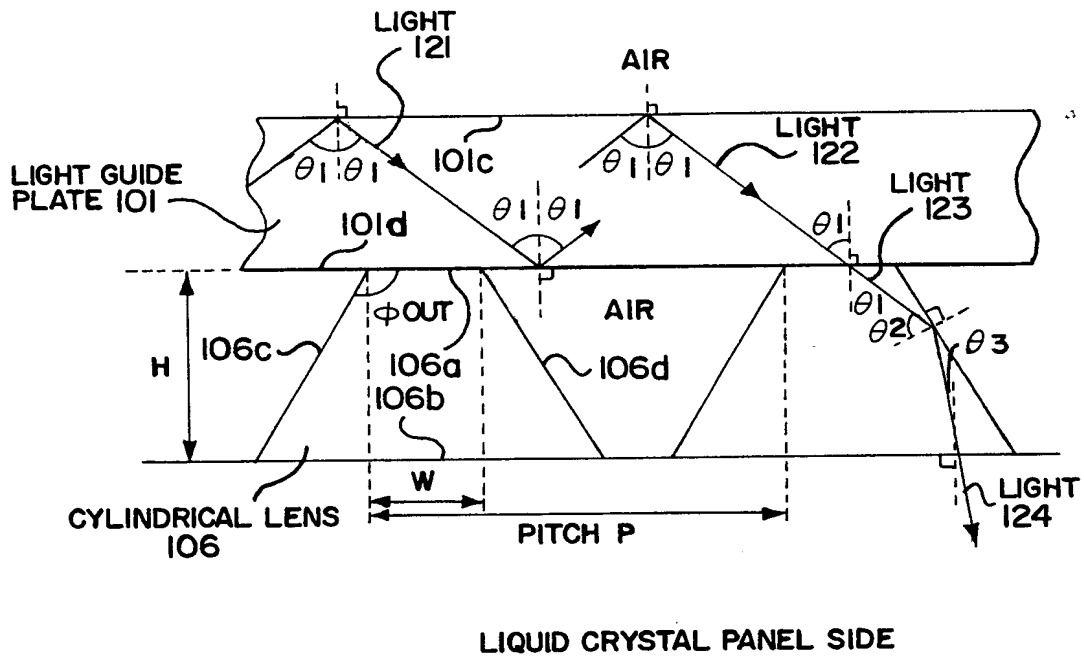 LIGHT
121
AIR
LIGHT GUIDE
PLATE 101
θ1 θ1
101c
θ1 θ1
LIGHT
122
LIGHT
123
101d
θ1 θ1
θ1
H
106c
ϕOUT
106a
106b
AIR
106d
θ1
θ2
θ3
W
PITCH P
CYLINDRICAL LENS
106
LIGHT
124
LIQUID CRYSTAL PANEL SIDE